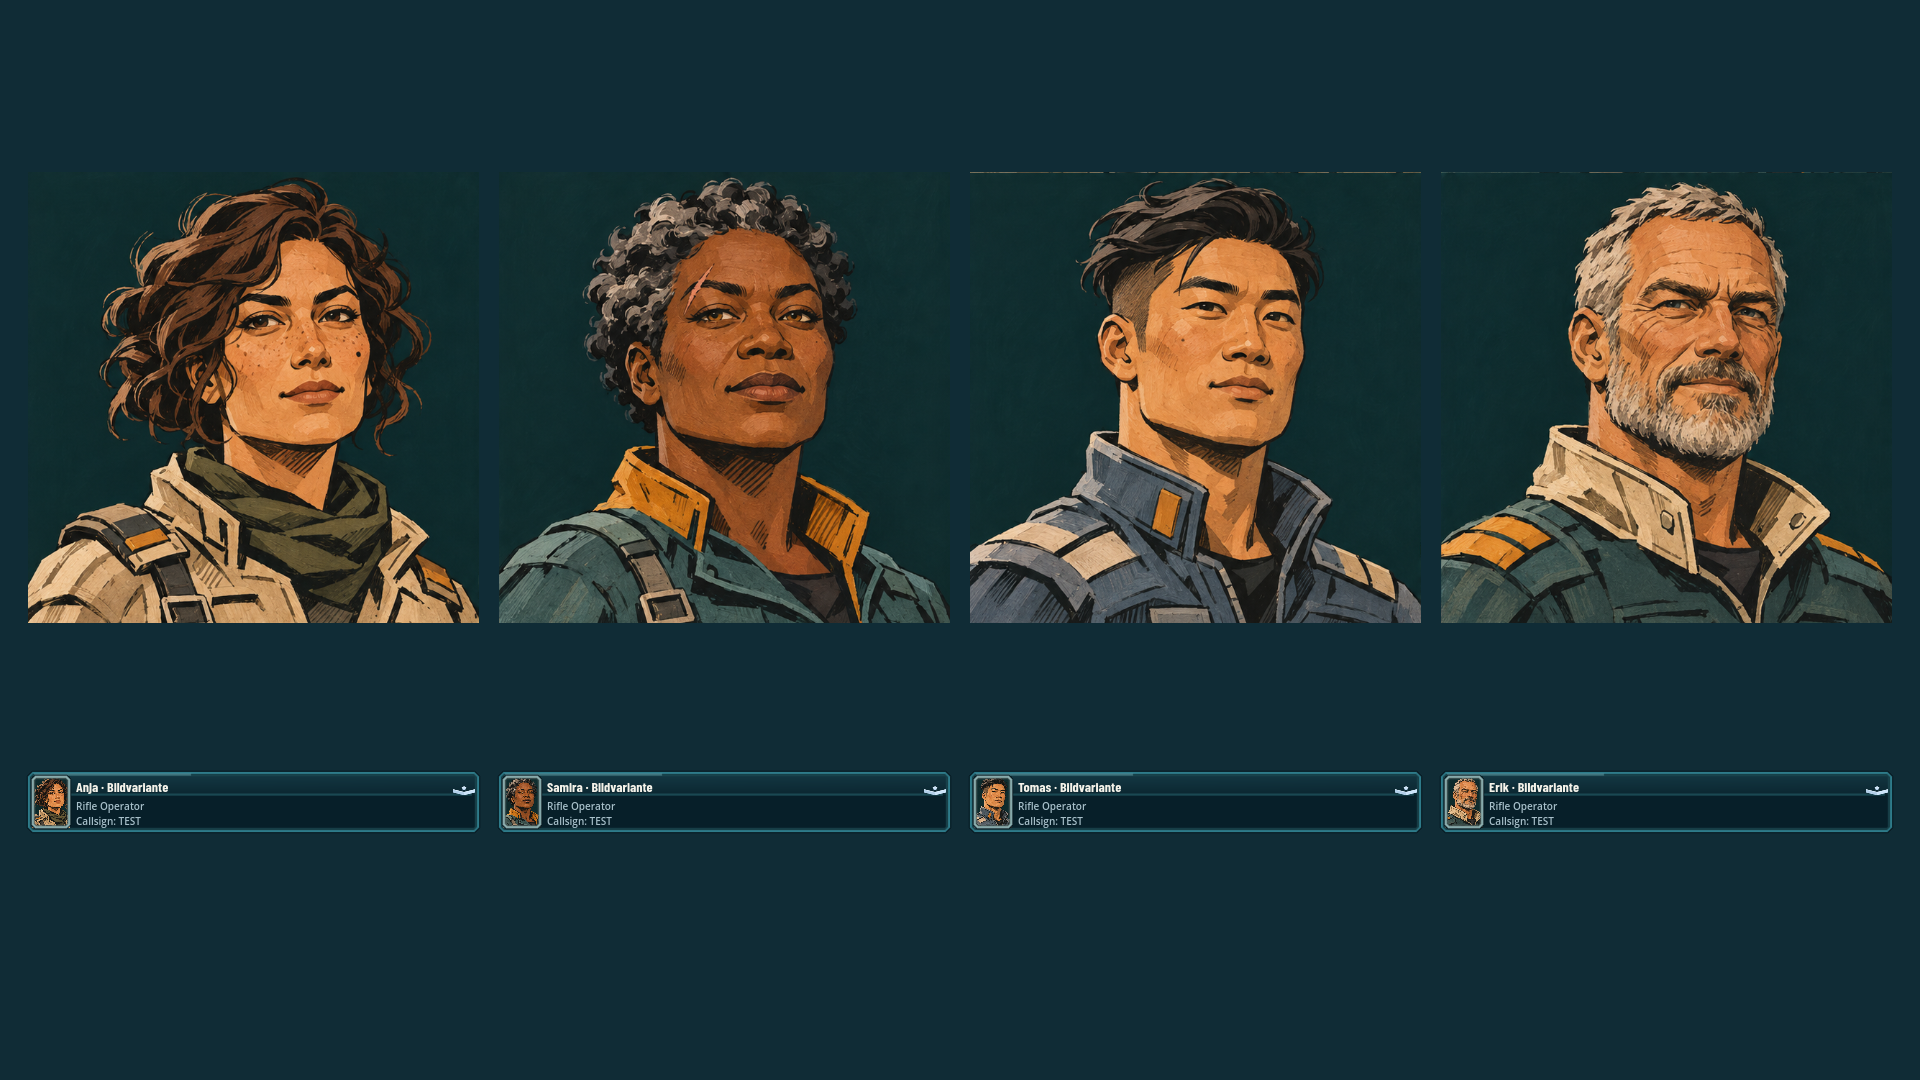 Anja · Bildvariante
Rifle Operator
Callsign: TEST
Samira · Bildvariante
Rifle Operator
Callsign: TEST
Tomas · Bildvariante
Rifle Operator
Callsign: TEST
Erik · Bildvariante
Rifle Operator
Callsign: TEST